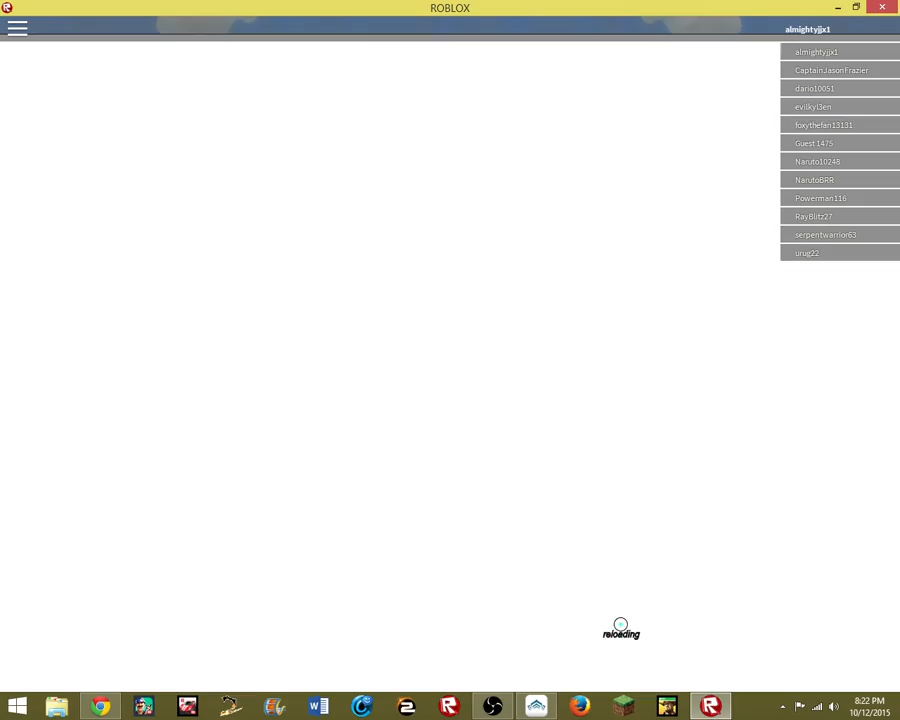 ROBLOX
almightyjjx1
almightyjjx1
CaptainJasonFrazier
dario10051
evilkyl3en
foxythefan13131
Guest 1475
Naruto10248
NarutoBRR
Powerman116
RayBlitz27
serpentwarrior63
urug22
reloading
8:22 PM
10/12/2015